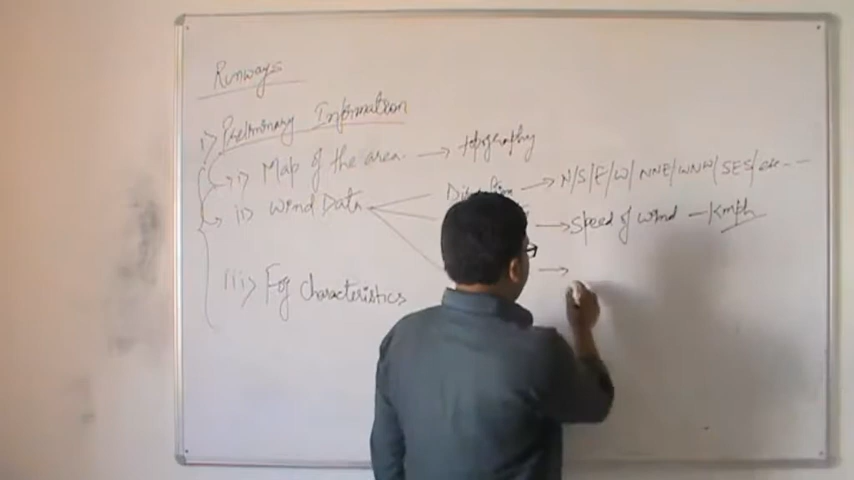 Runways
1) Preliminary Information
i) Map of the area. → topography
ii) Wind Data
→ N/S/E/W/NNE/WNW/SES/etc---
→ Speed of wind — Kmph
→
iii) Fog characteristics